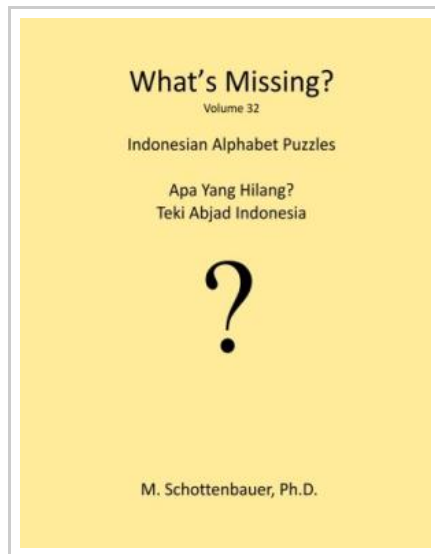 What's Missing?
Volume 32
Indonesian Alphabet Puzzles
Apa Yang Hilang?
Teki Abjad Indonesia
?
M. Schottenbauer, Ph.D.